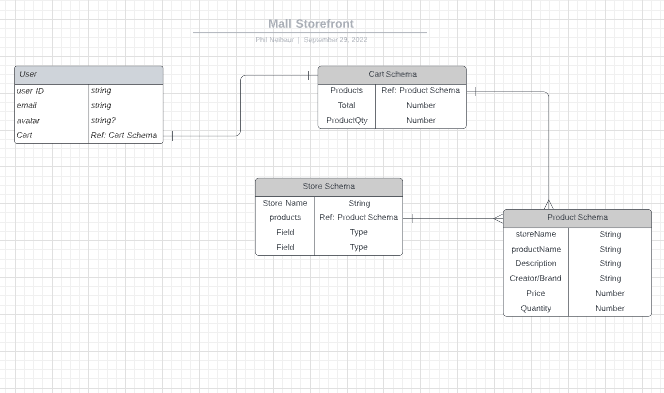 Mall Storefront
Phil Neifaur | September 29, 2022
User
user ID string
email string
avatar string?
Cart Ref: Cart Schema
Cart Schema
Products Ref: Product Schema
Total Number
ProductQty Number
Store Schema
Store Name String
products Ref: Product Schema
Field Type
Field Type
Product Schema
storeName String
productName String
Description String
Creator/Brand String
Price Number
Quantity Number